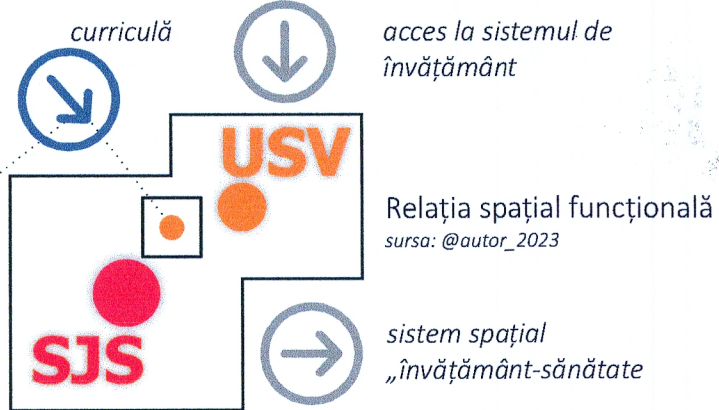 curriculă
acces la sistemul de
învățământ
USV
Relația spațial funcțională
sursa: @autor_2023
SJS
sistem spațial
„învățământ-sănătate